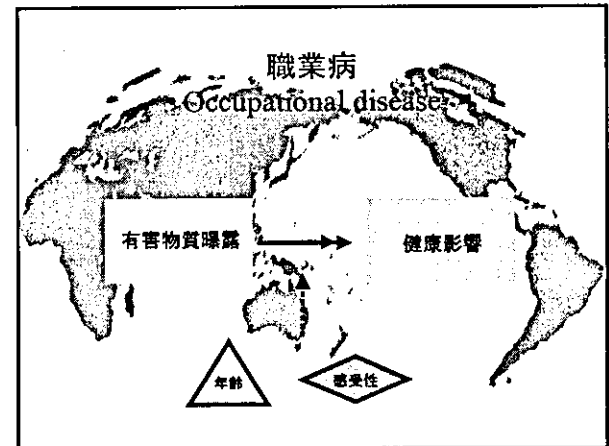 職業病
Occupational disease
有害物質曝露
健康影響
年齢
感受性